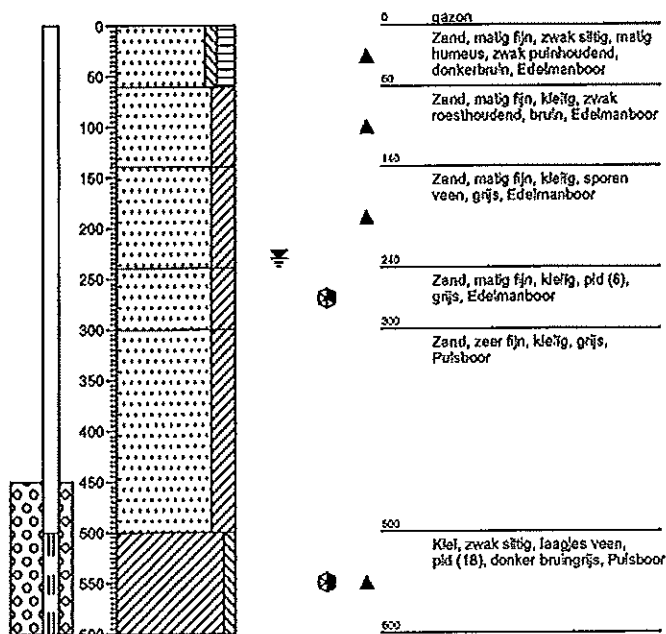 0
60
100
150
200
250
300
350
400
450
500
550
600
0 gazon
Zand, matig fijn, zwak siltig, matig
humeus, zwak puinhoudend,
donkerbruin, Edelmanboor
60
Zand, matig fijn, kleiïg, zwak
roesthoudend, bruin, Edelmanboor
140
Zand, matig fijn, kleiïg, sporen
veen, grijs, Edelmanboor
240
Zand, matig fijn, kleiïg, pid (6),
grijs, Edelmanboor
300
Zand, zeer fijn, kleiïg, grijs,
Pulsboor
500
Klei, zwak siltig, laagjes veen,
pid (18), donker bruingrijs, Pulsboor
600